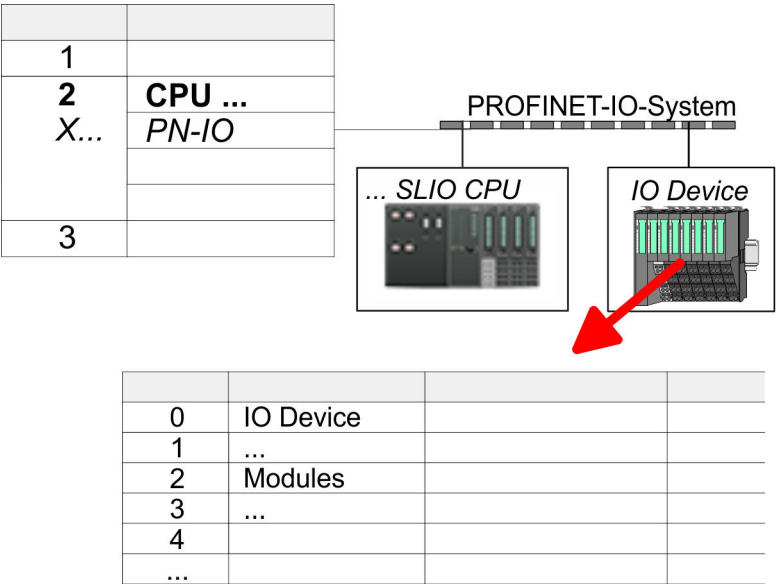 1
2 CPU ...
X... PN-IO
3
PROFINET-IO-System
... SLIO CPU
IO Device
0 IO Device
1 ...
2 Modules
3 ...
4
...